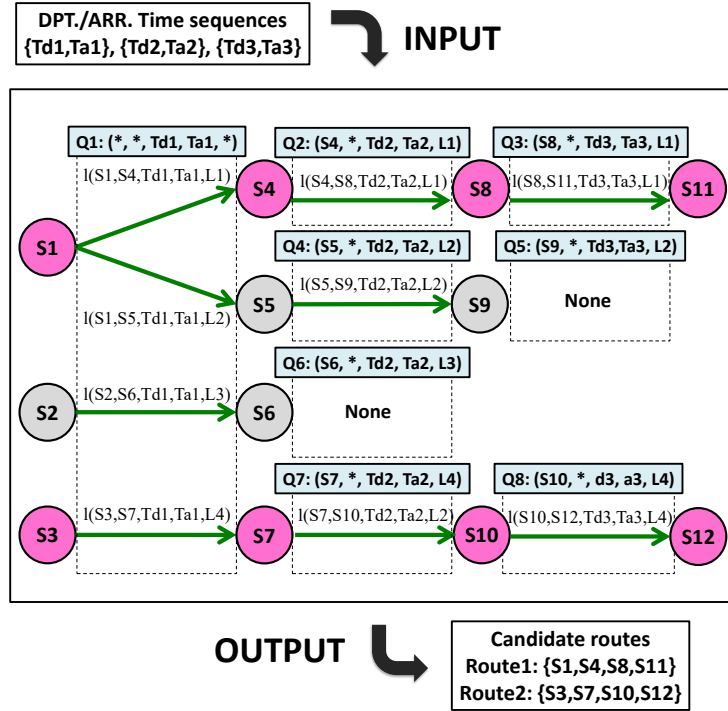 DPT./ARR. Time sequences
{Td1,Ta1}, {Td2,Ta2}, {Td3,Ta3}
INPUT
Q1: (*, *, Td1, Ta1, *)
Q2: (S4, *, Td2, Ta2, L1)
Q3: (S8, *, Td3, Ta3, L1)
l(S1,S4,Td1,Ta1,L1)
S4
l(S4,S8,Td2,Ta2,L1)
S8
l(S8,S11,Td3,Ta3,L1)
S11
S1
Q4: (S5, *, Td2, Ta2, L2)
Q5: (S9, *, Td3,Ta3, L2)
l(S1,S5,Td1,Ta1,L2)
S5
l(S5,S9,Td2,Ta2,L2)
S9
None
Q6: (S6, *, Td2, Ta2, L3)
S2
l(S2,S6,Td1,Ta1,L3)
S6
None
Q7: (S7, *, Td2, Ta2, L4)
Q8: (S10, *, d3, a3, L4)
S3
l(S3,S7,Td1,Ta1,L4)
S7
l(S7,S10,Td2,Ta2,L2)
S10
l(S10,S12,Td3,Ta3,L4)
S12
OUTPUT
Candidate routes
Route1: {S1,S4,S8,S11}
Route2: {S3,S7,S10,S12}